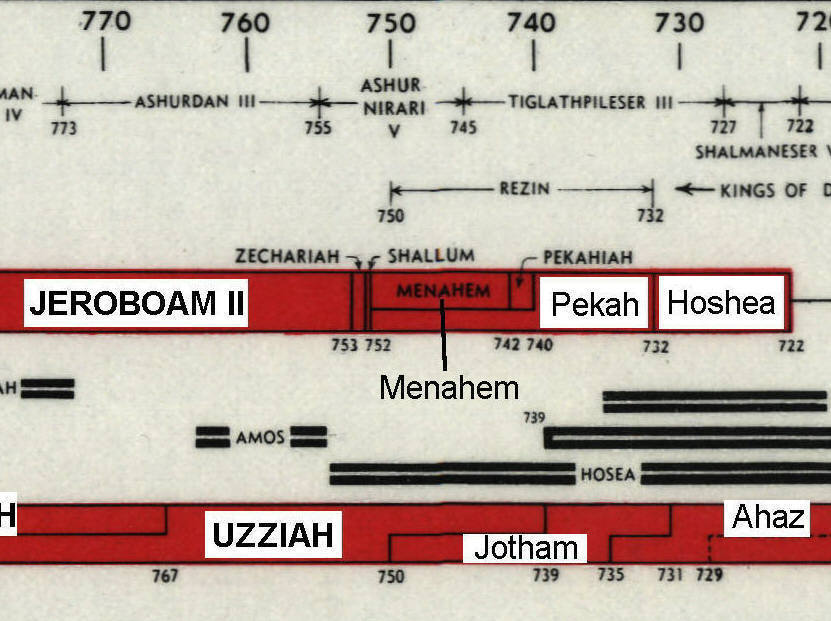 770 760 750 740 730 720
MAN IV
ASHURDAN III
ASHUR
NIRARI
V
TIGLATHPILESER III
773 755 745 727 722
SHALMANESER V
REZIN
KINGS OF D
750 732
ZECHARIAH SHALLUM PEKAHIAH
JEROBOAM II MENAHEM Pekah Hoshea
753 752 742 740 732 722
Menahem
AH
739
AMOS
HOSEA
H UZZIAH Jotham Ahaz
767 750 739 735 731 729